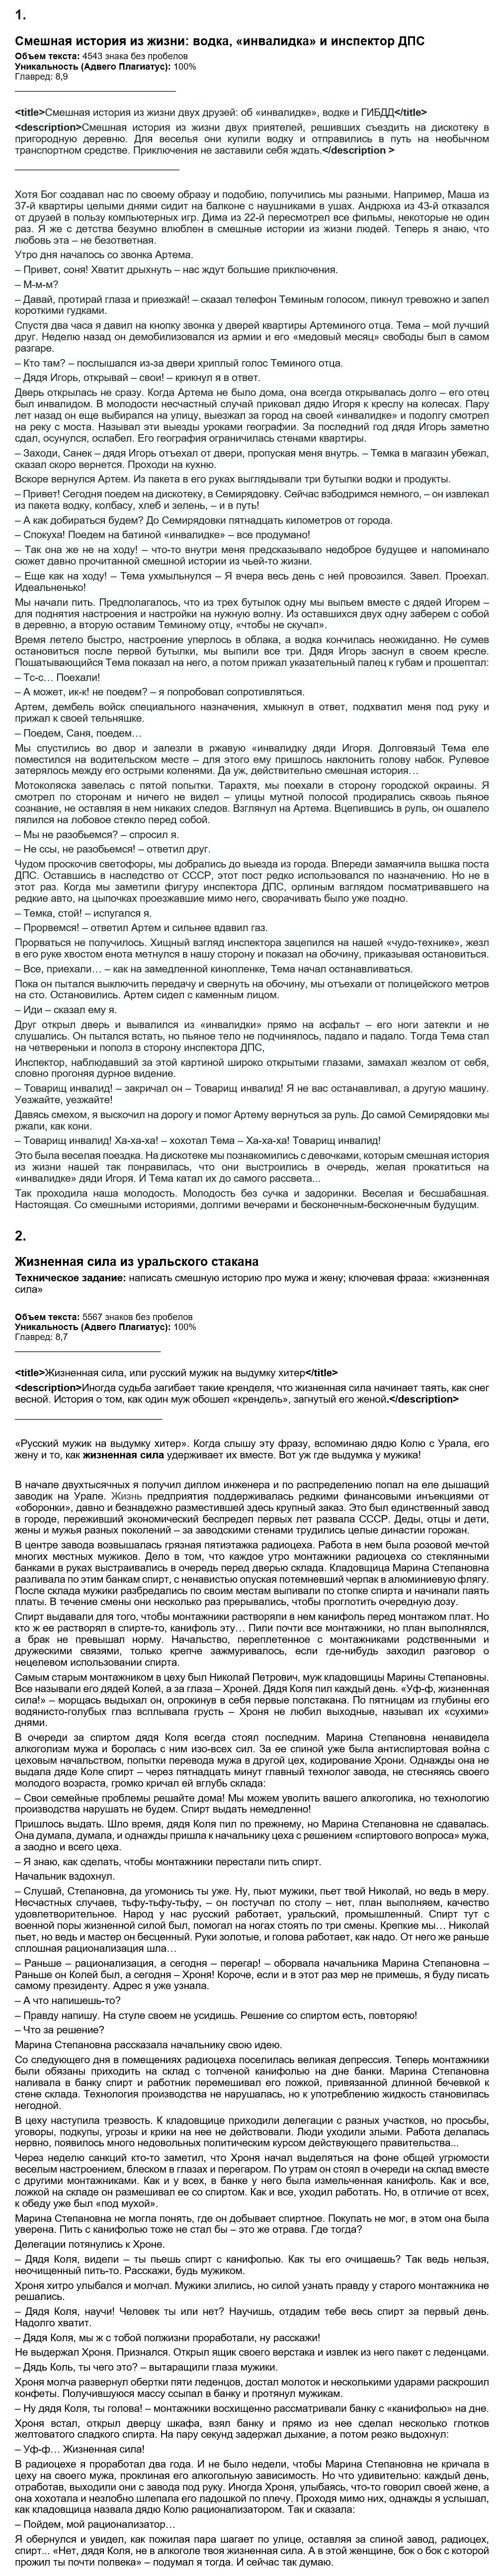 1.
Смешная история из жизни: водка, «инвалидка» и инспектор ДПС
Объем текста: 4543 знака без пробелов
Уникальность (Адвего Плагиатус): 100%
Главред: 8,9
<title>Смешная история из жизни двух друзей: об «инвалидке», водке и ГИБДД</title>
<description>Смешная история из жизни двух приятелей, решивших съездить на дискотеку в
пригородную деревню. Для веселья они купили водку и отправились в путь на необычном
транспортном средстве. Приключения не заставили себя ждать.</description >
Хотя Бог создавал нас по своему образу и подобию, получились мы разными. Например, Маша из
37-й квартиры целыми днями сидит на балконе с наушниками в ушах. Андрюха из 43-й отказался
от друзей в пользу компьютерных игр. Дима из 22-й пересмотрел все фильмы, некоторые не один
раз. Я же с детства безумно влюблен в смешные истории из жизни людей. Теперь я знаю, что
любовь эта – не безответная.
Утро дня началось со звонка Артема.
– Привет, соня! Хватит дрыхнуть – нас ждут большие приключения.
– М-м-м?
– Давай, протирай глаза и приезжай! – сказал телефон Теминым голосом, пикнул тревожно и запел
короткими гудками.
Спустя два часа я давил на кнопку звонка у дверей квартиры Артеминого отца. Тема – мой лучший
друг. Неделю назад он демобилизовался из армии и его «медовый месяц» свободы был в самом
разгаре.
– Кто там? – послышался из-за двери хриплый голос Теминого отца.
– Дядя Игорь, открывай – свои! – крикнул я в ответ.
Дверь открылась не сразу. Когда Артема не было дома, она всегда открывалась долго – его отец
был инвалидом. В молодости несчастный случай приковал дядю Игоря к креслу на колесах. Пару
лет назад он еще выбирался на улицу, выезжал за город на своей «инвалидке» и подолгу смотрел
на реку с моста. Называл эти выезды уроками географии. За последний год дядя Игорь заметно
сдал, осунулся, ослабел. Его география ограничилась стенами квартиры.
– Заходи, Санек – дядя Игорь отъехал от двери, пропуская меня внутрь. – Темка в магазин убежал,
сказал скоро вернется. Проходи на кухню.
Вскоре вернулся Артем. Из пакета в его руках выглядывали три бутылки водки и продукты.
– Привет! Сегодня поедем на дискотеку, в Семирядовку. Сейчас взбодримся немного, – он извлекал
из пакета водку, колбасу, хлеб и зелень, – и в путь!
– А как добираться будем? До Семирядовки пятнадцать километров от города.
– Спокуха! Поедем на батиной «инвалидке» – все продумано!
– Так она же не на ходу! – что-то внутри меня предсказывало недоброе будущее и напоминало
сюжет давно прочитанной смешной истории из чьей-то жизни.
– Еще как на ходу! – Тема ухмыльнулся – Я вчера весь день с ней провозился. Завел. Проехал.
Идеальненько!
Мы начали пить. Предполагалось, что из трех бутылок одну мы выпьем вместе с дядей Игорем –
для поднятия настроения и настройки на нужную волну. Из оставшихся двух одну заберем с собой
в деревню, а вторую оставим Теминому отцу, «чтобы не скучал».
Время летело быстро, настроение уперлось в облака, а водка кончилась неожиданно. Не сумев
остановиться после первой бутылки, мы выпили все три. Дядя Игорь заснул в своем кресле.
Пошатывающийся Тема показал на него, а потом прижал указательный палец к губам и прошептал:
– Тс-с… Поехали!
– А может, ик-к! не поедем? – я попробовал сопротивляться.
Артем, дембель войск специального назначения, хмыкнул в ответ, подхватил меня под руку и
прижал к своей тельняшке.
– Поедем, Саня, поедем…
Мы спустились во двор и залезли в ржавую «инвалидку дяди Игоря. Долговязый Тема еле
поместился на водительском месте – для этого ему пришлось наклонить голову набок. Рулевое
затерялось между его острыми коленями. Да уж, действительно смешная история…
Мотоколяска завелась с пятой попытки. Тарахтя, мы поехали в сторону городской окраины. Я
смотрел по сторонам и ничего не видел – улицы мутной полосой продирались сквозь пьяное
сознание, не оставляя в нем никаких следов. Взглянул на Артема. Вцепившись в руль, он ошалело
пялился на лобовое стекло перед собой.
– Мы не разобьемся? – спросил я.
– Не ссы, не разобьемся! – ответил друг.
Чудом проскочив светофоры, мы добрались до выезда из города. Впереди замаячила вышка поста
ДПС. Оставшись в наследство от СССР, этот пост редко использовался по назначению. Но не в
этот раз. Когда мы заметили фигуру инспектора ДПС, орлиным взглядом посматривавшего на
редкие авто, на цыпочках проезжавшие мимо него, сворачивать было уже поздно.
– Темка, стой! – испугался я.
– Прорвемся! – ответил Артем и сильнее вдавил газ.
Прорваться не получилось. Хищный взгляд инспектора зацепился на нашей «чудо-технике», жезл
в его руке хвостом енота метнулся в нашу сторону и показал на обочину, приказывая остановиться.
– Все, приехали… – как на замедленной кинопленке, Тема начал останавливаться.
Пока он пытался выключить передачу и свернуть на обочину, мы отъехали от полицейского метров
на сто. Остановились. Артем сидел с каменным лицом.
– Иди – сказал ему я.
Друг открыл дверь и вывалился из «инвалидки» прямо на асфальт – его ноги затекли и не
слушались. Он пытался встать, но пьяное тело не подчинялось, падало и падало. Тогда Тема стал
на четвереньки и пополз в сторону инспектора ДПС,
Инспектор, наблюдавший за этой картиной широко открытыми глазами, замахал жезлом от себя,
словно прогоняя дурное видение.
– Товарищ инвалид! – закричал он – Товарищ инвалид! Я не вас останавливал, а другую машину.
Уезжайте, уезжайте!
Давясь смехом, я выскочил на дорогу и помог Артему вернуться за руль. До самой Семирядовки мы
ржали, как кони.
– Товарищ инвалид! Ха-ха-ха! – хохотал Тема – Ха-ха-ха! Товарищ инвалид!
Это была веселая поездка. На дискотеке мы познакомились с девочками, которым смешная история
из жизни нашей так понравилась, что они выстроились в очередь, желая прокатиться на
«инвалидке» дяди Игоря. И Тема катал их до самого рассвета...
Так проходила наша молодость. Молодость без сучка и задоринки. Веселая и бесшабашная.
Настоящая. Со смешными историями, долгими вечерами и бесконечным-бесконечным будущим.
2.
Жизненная сила из уральского стакана
Техническое задание: написать смешную историю про мужа и жену; ключевая фраза: «жизненная
сила»
Объем текста: 5567 знаков без пробелов
Уникальность (Адвего Плагиатус): 100%
Главред: 8,7
<title>Жизненная сила, или русский мужик на выдумку хитер</title>
<description>Иногда судьба загибает такие кренделя, что жизненная сила начинает таять, как снег
весной. История о том, как один муж обошел «крендель», загнутый его женой.</description>
«Русский мужик на выдумку хитер». Когда слышу эту фразу, вспоминаю дядю Колю с Урала, его
жену и то, как жизненная сила удерживает их вместе. Вот уж где выдумка у мужика!
В начале двухтысячных я получил диплом инженера и по распределению попал на еле дышащий
заводик на Урале. Жизнь предприятия поддерживалась редкими финансовыми инъекциями от
«оборонки», давно и безнадежно разместившей здесь крупный заказ. Это был единственный завод
в городе, переживший экономический беспредел первых лет развала СССР. Деды, отцы и дети,
жены и мужья разных поколений – за заводскими стенами трудились целые династии горожан.
В центре завода возвышалась грязная пятиэтажка радиоцеха. Работа в нем была розовой мечтой
многих местных мужиков. Дело в том, что каждое утро монтажники радиоцеха со стеклянными
банками в руках выстраивались в очередь перед дверью склада. Кладовщица Марина Степановна
разливала по этим банкам спирт, с ненавистью опуская потемневший черпак в алюминиевую флягу.
После склада мужики разбредались по своим местам выпивали по стопке спирта и начинали паять
платы. В течение смены они несколько раз прерывались, чтобы проглотить очередную дозу.
Спирт выдавали для того, чтобы монтажники растворяли в нем канифоль перед монтажом плат. Но
кто ж ее растворял в спирте-то, канифоль эту… Пили почти все монтажники, но план выполнялся,
а брак не превышал норму. Начальство, переплетенное с монтажниками родственными и
дружескими связями, только крепче зажмуривалось, если где-нибудь заходил разговор о
нецелевом использовании спирта.
Самым старым монтажником в цеху был Николай Петрович, муж кладовщицы Марины Степановны.
Все называли его дядей Колей, а за глаза – Хроней. Дядя Коля пил каждый день. «Уф-ф, жизненная
сила!» – морщась выдыхал он, опрокинув в себя первые полстакана. По пятницам из глубины его
водянисто-голубых глаз всплывала грусть – Хроня не любил выходные, называл их «сухими»
днями.
В очереди за спиртом дядя Коля всегда стоял последним. Марина Степановна ненавидела
алкоголизм мужа и боролась с ним изо-всех сил. За ее спиной уже была антиспиртовая война с
цеховым начальством, попытки перевода мужа в другой цех, кодирование Хрони. Однажды она не
выдала дяде Коле спирт – через пятнадцать минут главный технолог завода, не стесняясь своего
молодого возраста, громко кричал ей вглубь склада:
– Свои семейные проблемы решайте дома! Мы можем уволить вашего алкоголика, но технологию
производства нарушать не будем. Спирт выдать немедленно!
Пришлось выдать. Шло время, дядя Коля пил по прежнему, но Марина Степановна не сдавалась.
Она думала, думала, и однажды пришла к начальнику цеха с решением «спиртового вопроса» мужа,
а заодно и всего цеха.
– Я знаю, как сделать, чтобы монтажники перестали пить спирт.
Начальник вздохнул.
– Слушай, Степановна, да угомонись ты уже. Ну, пьют мужики, пьет твой Николай, но ведь в меру.
Несчастных случаев, тьфу-тьфу-тьфу, – он постучал по столу – нет, план выполняем, качество
удовлетворительное. Народ у нас русский работает, уральский, промышленный. Спирт тут с
военной поры жизненной силой был, помогал на ногах стоять по три смены. Крепкие мы… Николай
пьет, но ведь и мастер он бесценный. Руки золотые, и голова работает, как надо. От него же раньше
сплошная рационализация шла…
– Раньше – рационализация, а сегодня – перегар! – оборвала начальника Марина Степановна –
Раньше он Колей был, а сегодня – Хроня! Короче, если и в этот раз мер не примешь, я буду писать
самому президенту. Адрес я уже узнала.
– А что напишешь-то?
– Правду напишу. На стуле своем не усидишь. Решение со спиртом есть, повторяю!
– Что за решение?
Марина Степановна рассказала начальнику свою идею.
Со следующего дня в помещениях радиоцеха поселилась великая депрессия. Теперь монтажники
были обязаны приходить на склад с толченой канифолью на дне банки. Марина Степановна
наливала в банку спирт и работник перемешивал его ложкой, привязанной длинной бечевкой к
стене склада. Технология производства не нарушалась, но к употреблению жидкость становилась
негодной.
В цеху наступила трезвость. К кладовщице приходили делегации с разных участков, но просьбы,
уговоры, подкупы, угрозы и крики на нее не действовали. Люди уходили злыми. Работа делалась
нервно, появилось много недовольных политическим курсом действующего правительства...
Через неделю санкций кто-то заметил, что Хроня начал выделяться на фоне общей угрюмости
веселым настроением, блеском в глазах и перегаром. По утрам он стоял в очереди на склад вместе
с другими монтажниками. Как и у всех, в банке у него была измельченная канифоль. Как и все,
ложкой на складе он размешивал ее со спиртом. Как и все, уходил работать. Но, в отличие от всех,
к обеду уже был «под мухой».
Марина Степановна не могла понять, где он добывает спиртное. Покупать не мог, в этом она была
уверена. Пить с канифолью тоже не стал бы – это же отрава. Где тогда?
Делегации потянулись к Хроне.
– Дядя Коля, видели – ты пьешь спирт с канифолью. Как ты его очищаешь? Так ведь нельзя,
неочищенный пить-то. Расскажи, будь мужиком.
Хроня хитро улыбался и молчал. Мужики злились, но силой узнать правду у старого монтажника не
решались.
– Дядя Коля, научи! Человек ты или нет? Научишь, отдадим тебе весь спирт за первый день.
Надолго хватит.
– Дядя Коля, мы ж с тобой полжизни проработали, ну расскажи!
Не выдержал Хроня. Признался. Открыл ящик своего верстака и извлек из него пакет с леденцами.
– Дядь Коль, ты чего это? – вытаращили глаза мужики.
Хроня молча развернул обертки пяти леденцов, достал молоток и несколькими ударами раскрошил
конфеты. Получившуюся массу ссыпал в банку и протянул мужикам.
– Ну дядя Коля, ты голова! – монтажники восхищенно рассматривали банку с «канифолью» на дне.
Хроня встал, открыл дверцу шкафа, взял банку и прямо из нее сделал несколько глотков
желтоватого сладкого спирта. На пару секунд задержал дыхание, а потом резко выдохнул:
– Уф-ф… Жизненная сила!
В радиоцехе я проработал два года. И не было недели, чтобы Марина Степановна не кричала в
цеху на своего мужа, проклиная его алкогольную зависимость. Но что удивительно: каждый день,
отработав, выходили они с завода под руку. Иногда Хроня, улыбаясь, что-то говорил своей жене, а
она хохотала и незлобно шлепала его ладошкой по плечу. Проходя мимо них, однажды я услышал,
как кладовщица назвала дядю Колю рационализатором. Так и сказала:
– Пойдем, мой рационализатор…
Я обернулся и увидел, как пожилая пара шагает по улице, оставляя за спиной завод, радиоцех,
спирт... «Нет, дядя Коля, не в алкоголе твоя жизненная сила. А в этой женщине, бок о бок с которой
прожил ты почти полвека» – подумал я тогда. И сейчас так думаю.